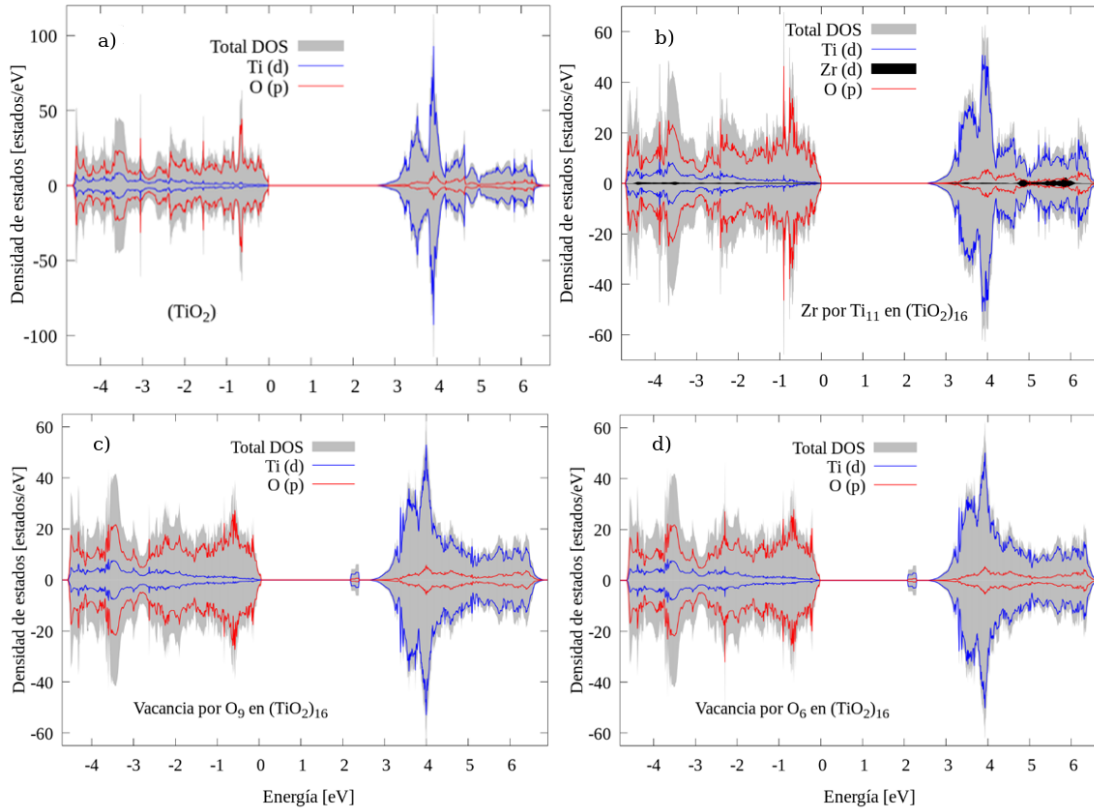 a)
Total DOS
Ti (d)
O (p)
Densidad de estados [estados/eV]
100
50
0
-50
-100
(TiO2)
-4 -3 -2 -1 0 1 2 3 4 5 6
b)
Total DOS
Ti (d)
Zr (d)
O (p)
Densidad de estados [estados/eV]
60
40
20
0
-20
-40
-60
Zr por Ti11 en (TiO2)16
-4 -3 -2 -1 0 1 2 3 4 5 6
c)
Total DOS
Ti (d)
O (p)
Densidad de estados [estados/eV]
60
40
20
0
-20
-40
-60
Vacancia por O9 en (TiO2)16
-4 -3 -2 -1 0 1 2 3 4 5 6
Energía [eV]
d)
Total DOS
Ti (d)
O (p)
Densidad de estados [estados/eV]
60
40
20
0
-20
-40
-60
Vacancia por O6 en (TiO2)16
-4 -3 -2 -1 0 1 2 3 4 5 6
Energía [eV]